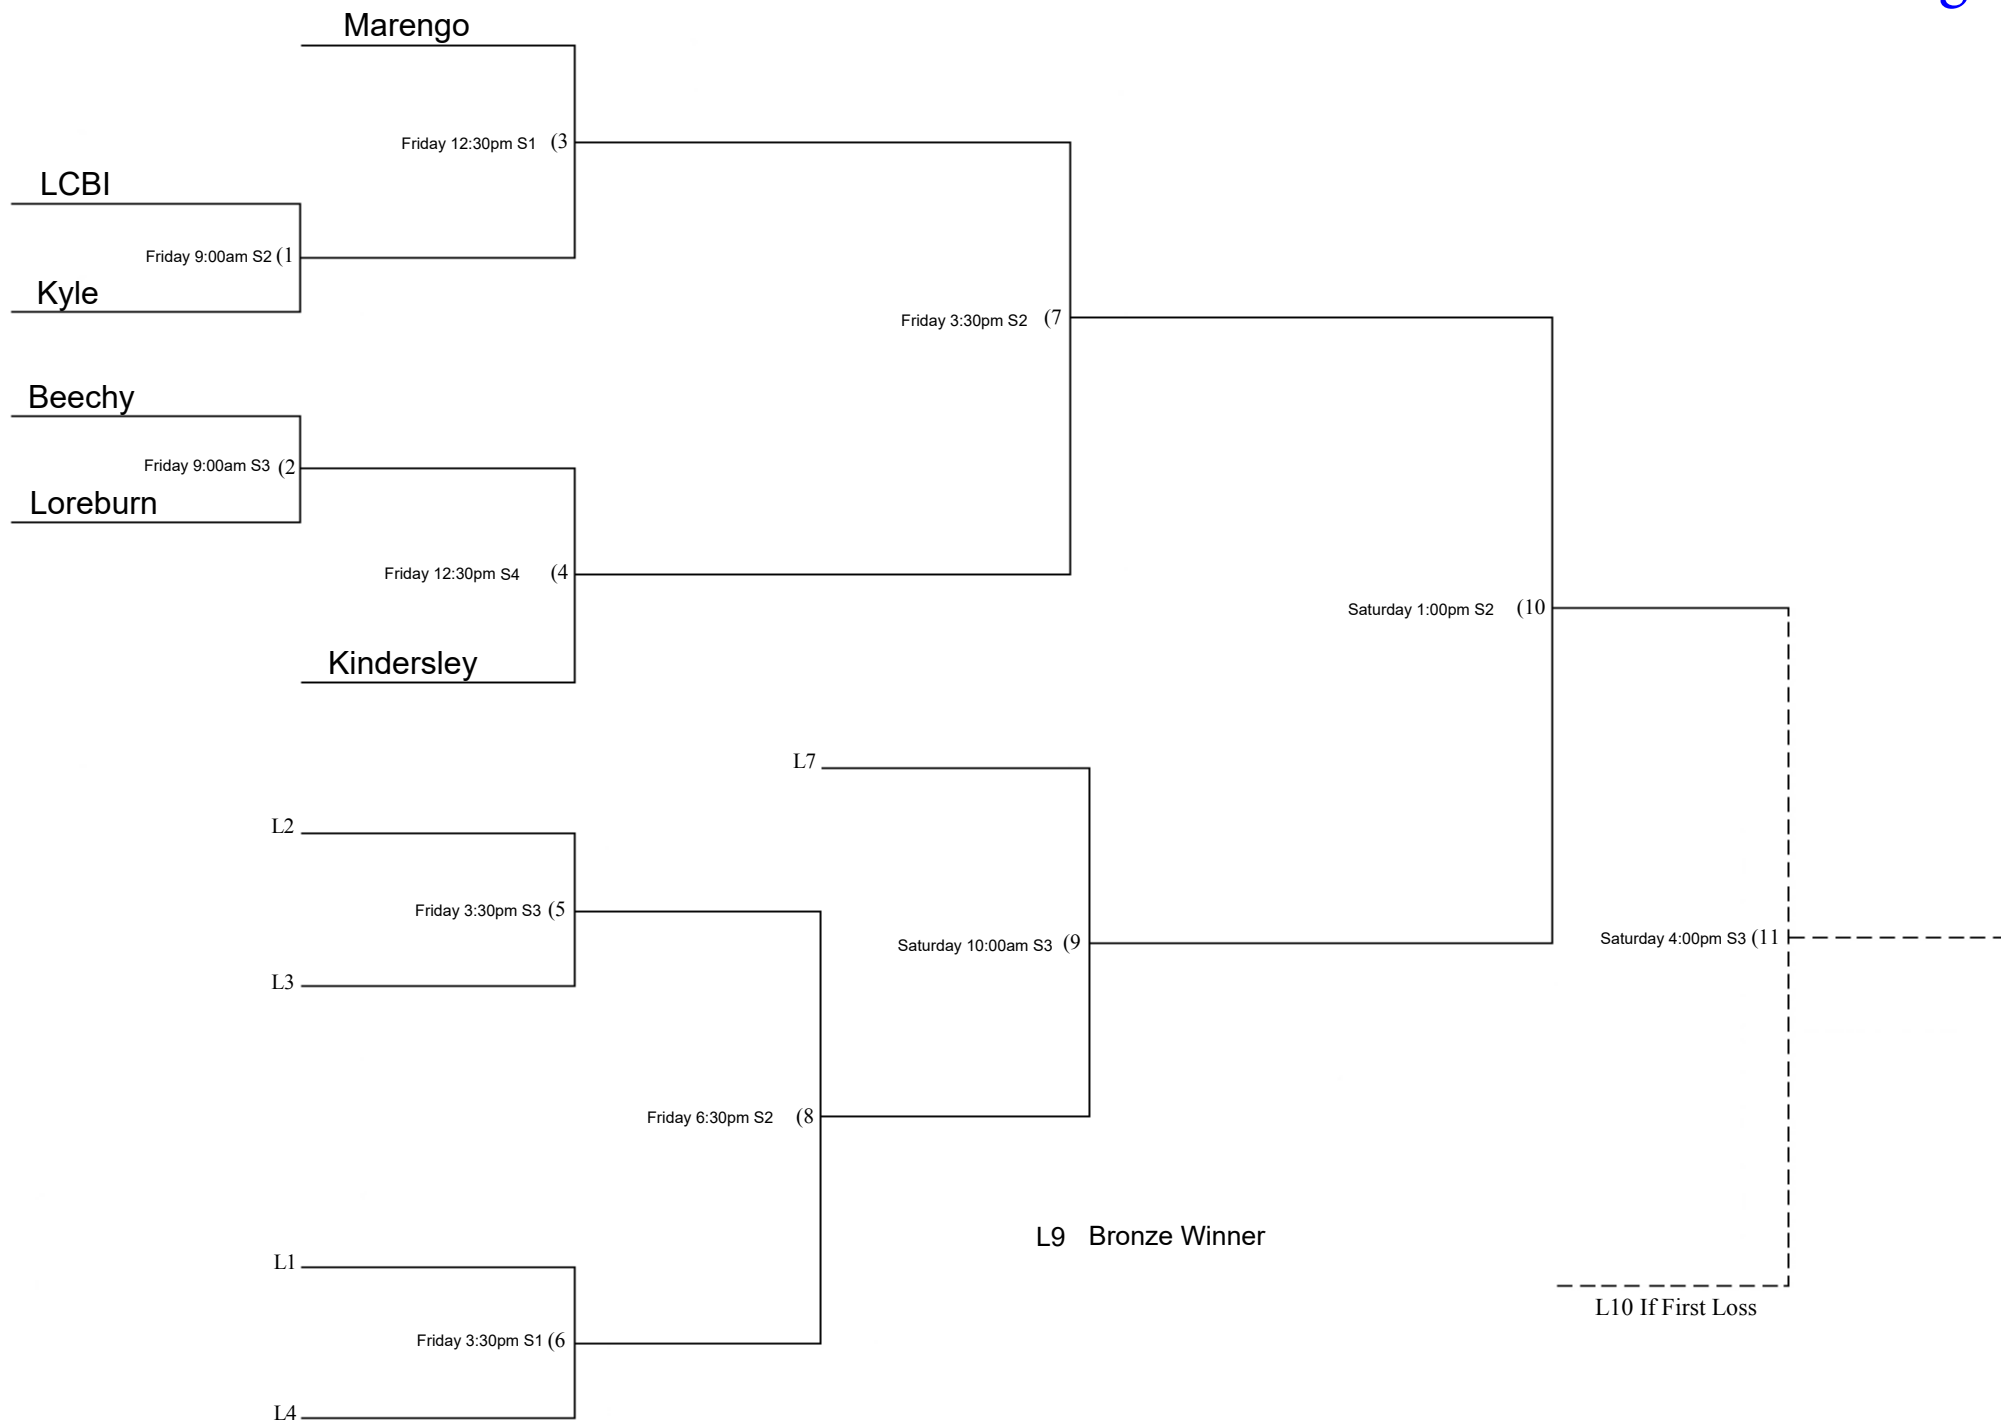 Marengo
Friday 12:30pm S1 (3
LCBI
Friday 9:00am S2 (1
Kyle
Friday 3:30pm S2 (7
Beechy
Friday 9:00am S3 (2
Loreburn
Friday 12:30pm S4 (4
Saturday 1:00pm S2 (10
Kindersley
L7
L2
Friday 3:30pm S3 (5
Saturday 10:00am S3 (9
Saturday 4:00pm S3 (11
L3
Friday 6:30pm S2 (8
L9 Bronze Winner
L1
L10 If First Loss
Friday 3:30pm S1 (6
L4